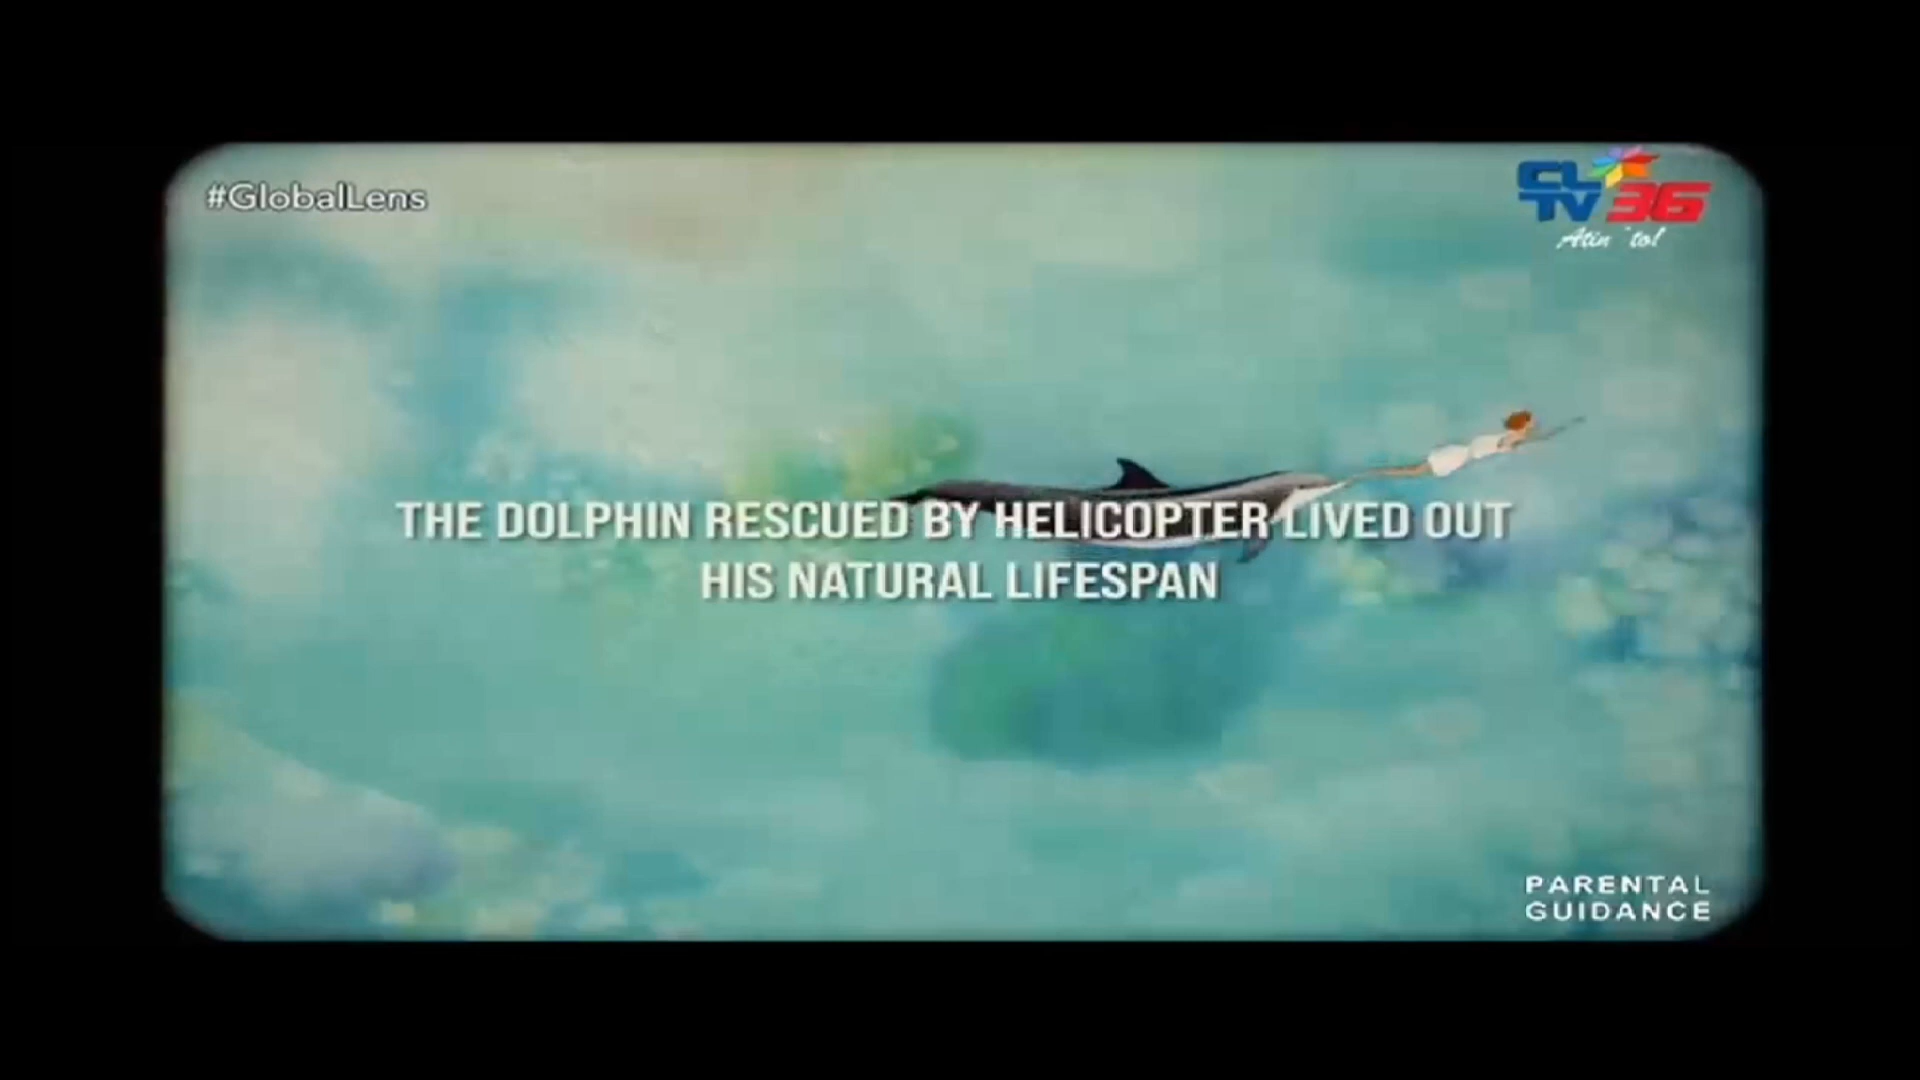 #GlobalLens
CLTV36
Atin 'to!
THE DOLPHIN RESCUED BY HELICOPTER LIVED OUT
HIS NATURAL LIFESPAN
PARENTAL
GUIDANCE